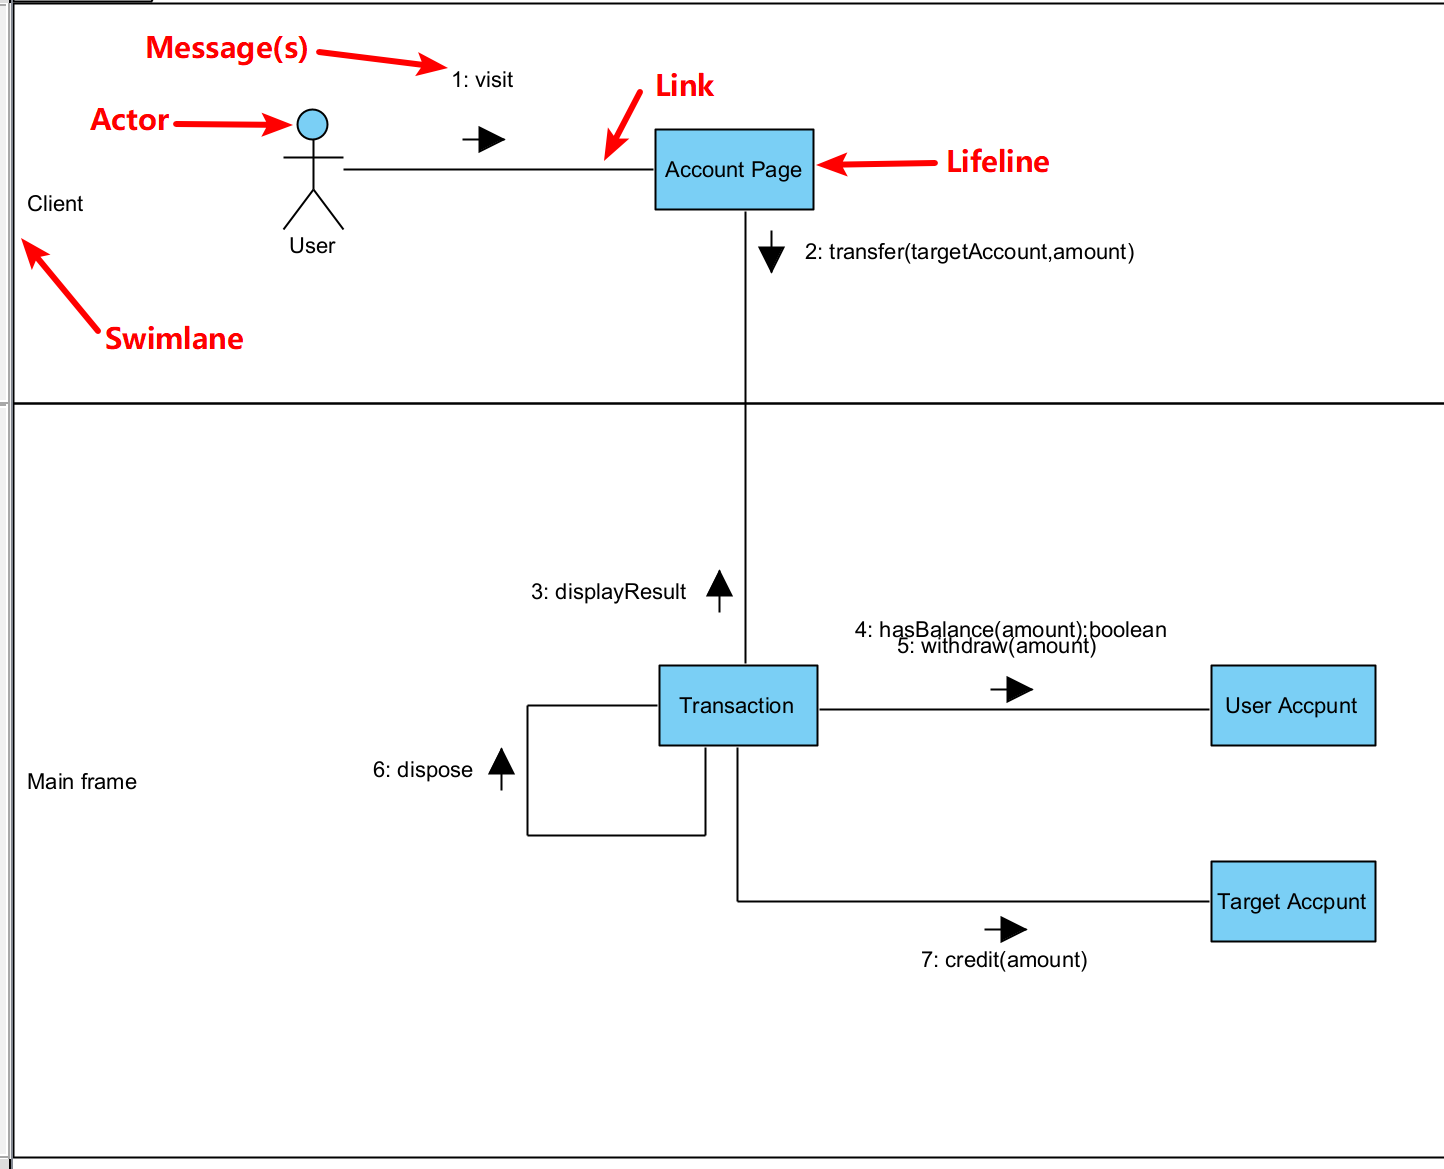 Message(s)
1: visit
Link
Actor
Account Page
Lifeline
Client
User
2: transfer(targetAccount,amount)
Swimlane
3: displayResult
4: hasBalance(amount):boolean
5: withdraw(amount)
Transaction
User Accpunt
6: dispose
Main frame
Target Accpunt
7: credit(amount)